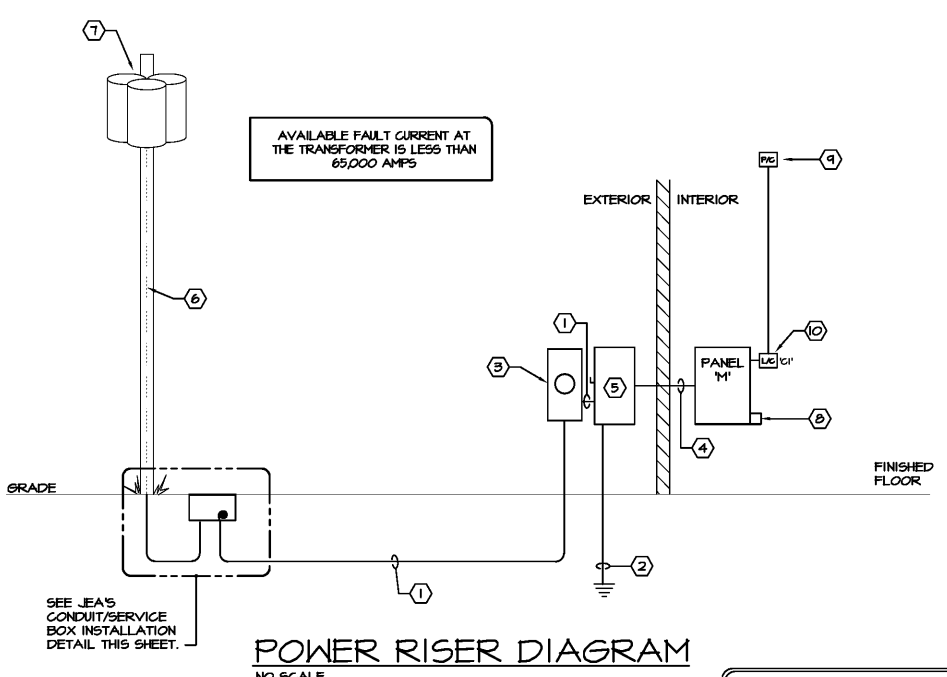 7
AVAILABLE FAULT CURRENT AT
THE TRANSFORMER IS LESS THAN
65,000 AMPS
P/C
9
EXTERIOR
INTERIOR
6
1
10
3
5
PANEL
'M'
L/C
'C1'
8
4
GRADE
FINISHED
FLOOR
2
1
SEE JEA'S
CONDUIT/SERVICE
BOX INSTALLATION
DETAIL THIS SHEET.
POWER RISER DIAGRAM
NO SCALE